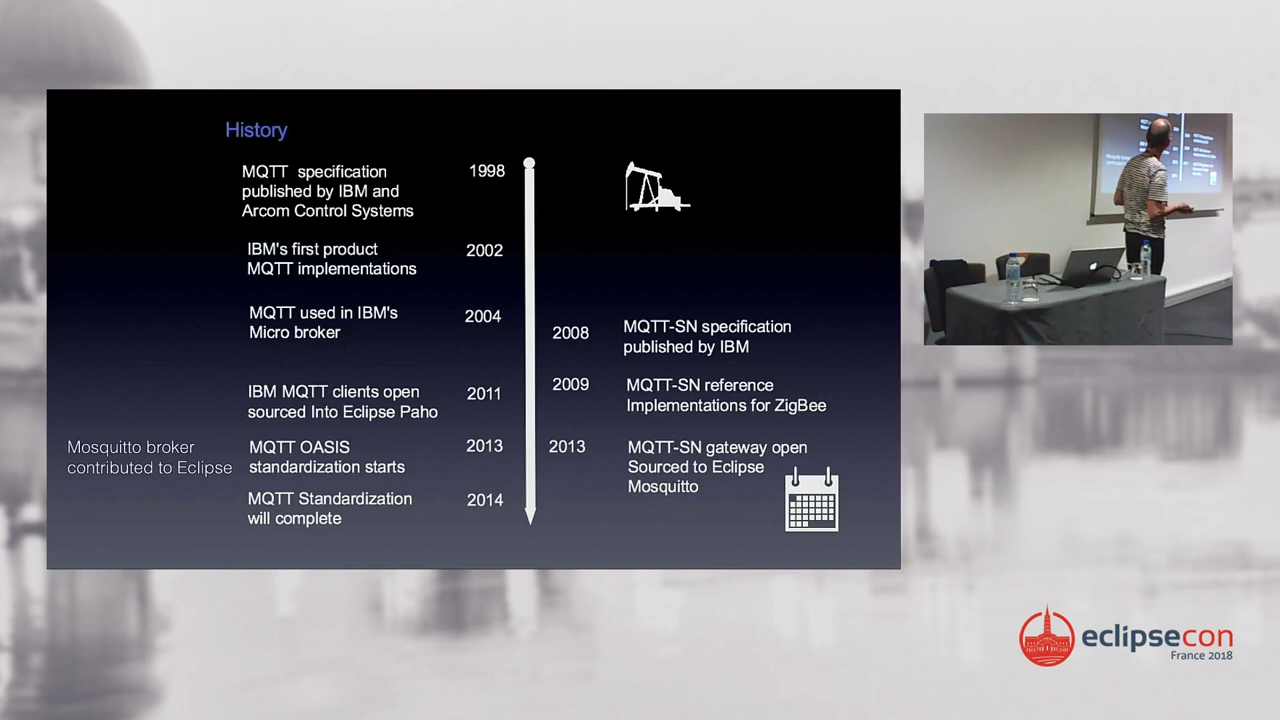 History
MQTT specification
published by IBM and
Arcom Control Systems
1998
IBM's first product
MQTT implementations
2002
MQTT used in IBM's
Micro broker
2004
2008
MQTT-SN specification
published by IBM
2009
MQTT-SN reference
Implementations for ZigBee
IBM MQTT clients open
sourced Into Eclipse Paho
2011
Mosquitto broker
contributed to Eclipse
MQTT OASIS
standardization starts
2013
2013
MQTT-SN gateway open
Sourced to Eclipse
Mosquitto
MQTT Standardization
will complete
2014
eclipsecon
France 2018